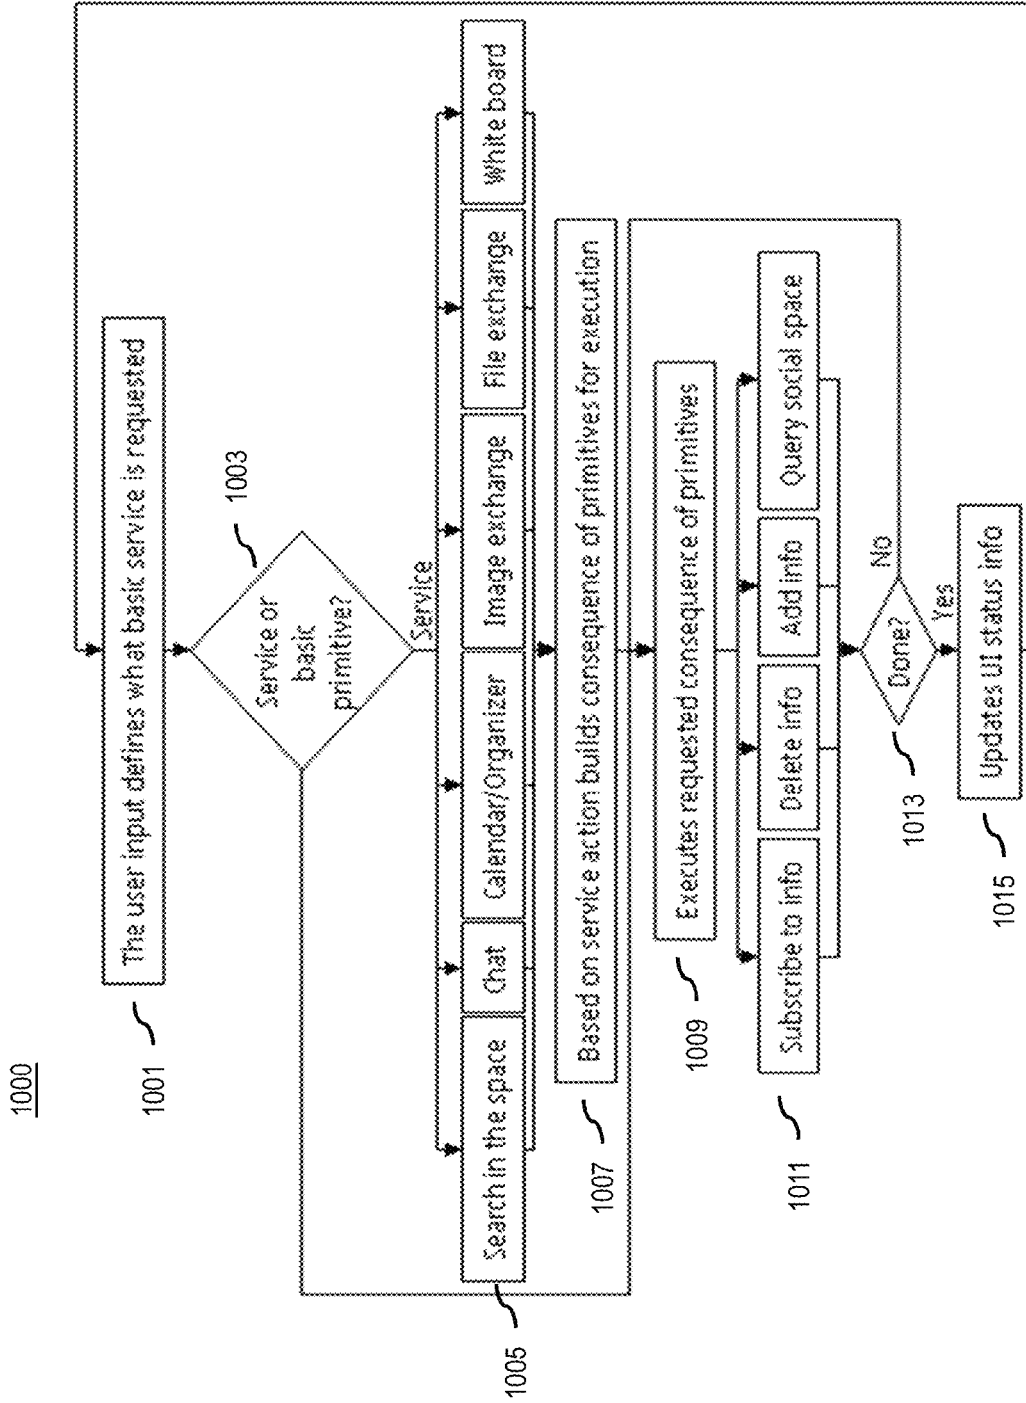 1000
The user input defines what basic service is requested
1001
Service or
basic
primitive?
1003
Service
Search in the space
Chat
Calendar/Organizer
Image exchange
File exchange
White board
1005
Based on service action builds consequence of primitives for execution
1007
Executes requested consequence of primitives
1009
Subscribe to info
Delete info
Add info
Query social space
1011
Done?
No
1013
Yes
Updates UI status info
1015